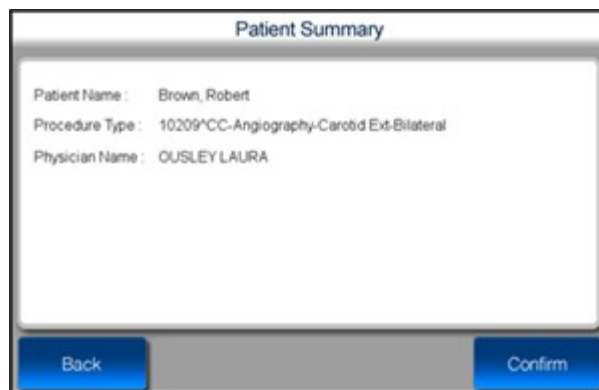 Patient Summary
Patient Name : Brown, Robert
Procedure Type : 10209^CC-Angiography-Carotid Ext-Bilateral
Physician Name : OUSLEY LAURA
Back Confirm